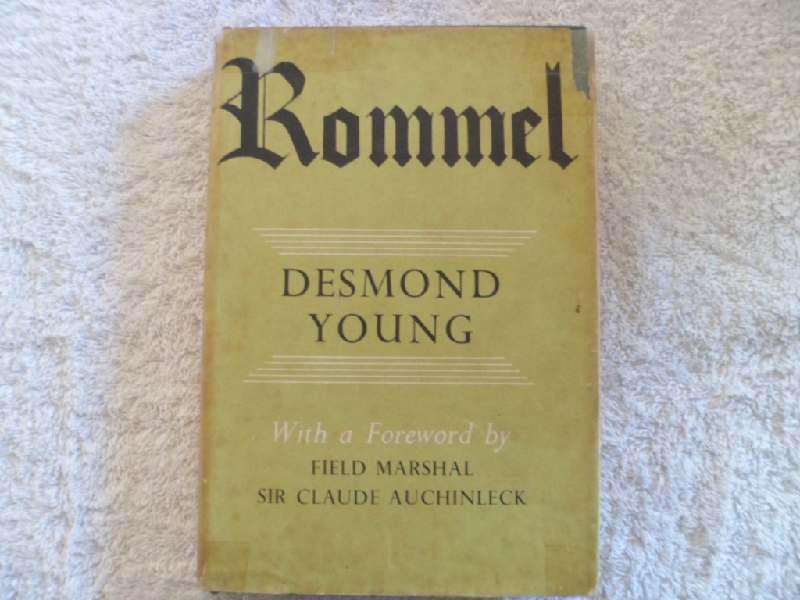 Rommel
DESMOND
YOUNG
With a Foreword by
FIELD MARSHAL
SIR CLAUDE AUCHINLECK